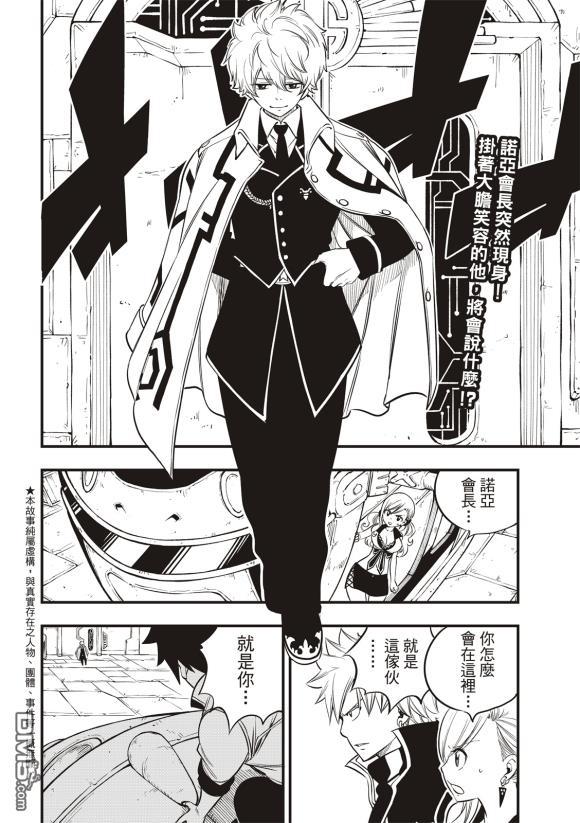 諾亞會長突然現身！
掛著大膽笑容的他，將會說什麼！？
諾亞
會長…
你怎麼
會在這裡…
就是
這傢伙
就是你…
★本故事純屬虛構，與真實存在之人物、團體、事件
DM5.com